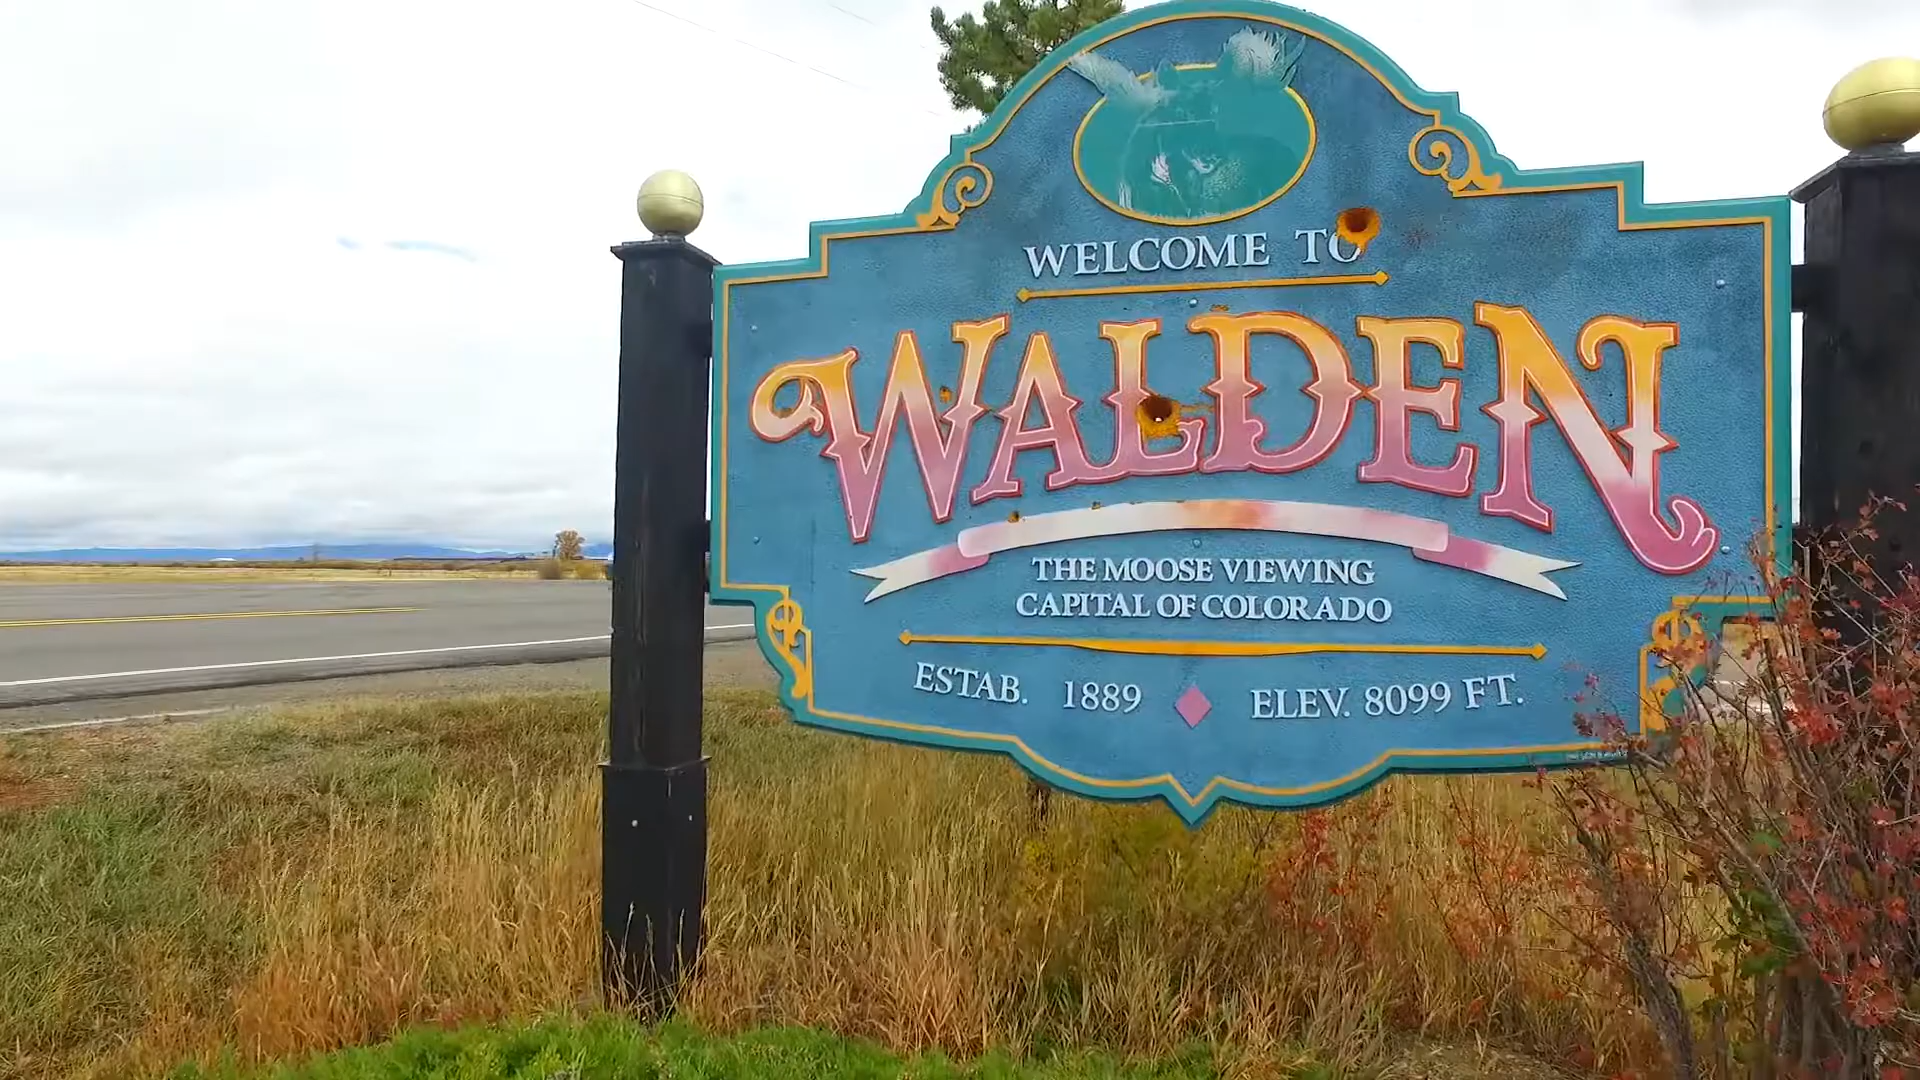 WELCOME TO
WALDEN
THE MOOSE VIEWING
CAPITAL OF COLORADO
ESTAB. 1889 ELEV. 8099 FT.